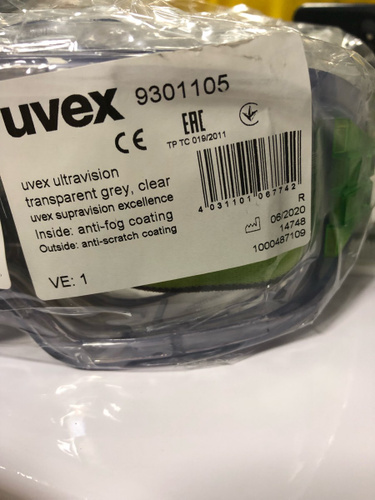 uvex 9301105
CE EAC
TP TC 019/2011
uvex ultravision
transparent grey, clear
uvex supravision excellence
Inside: anti-fog coating
Outside: anti-scratch coating
4 031101 067742
R
06/2020
14748
1000487109
VE: 1